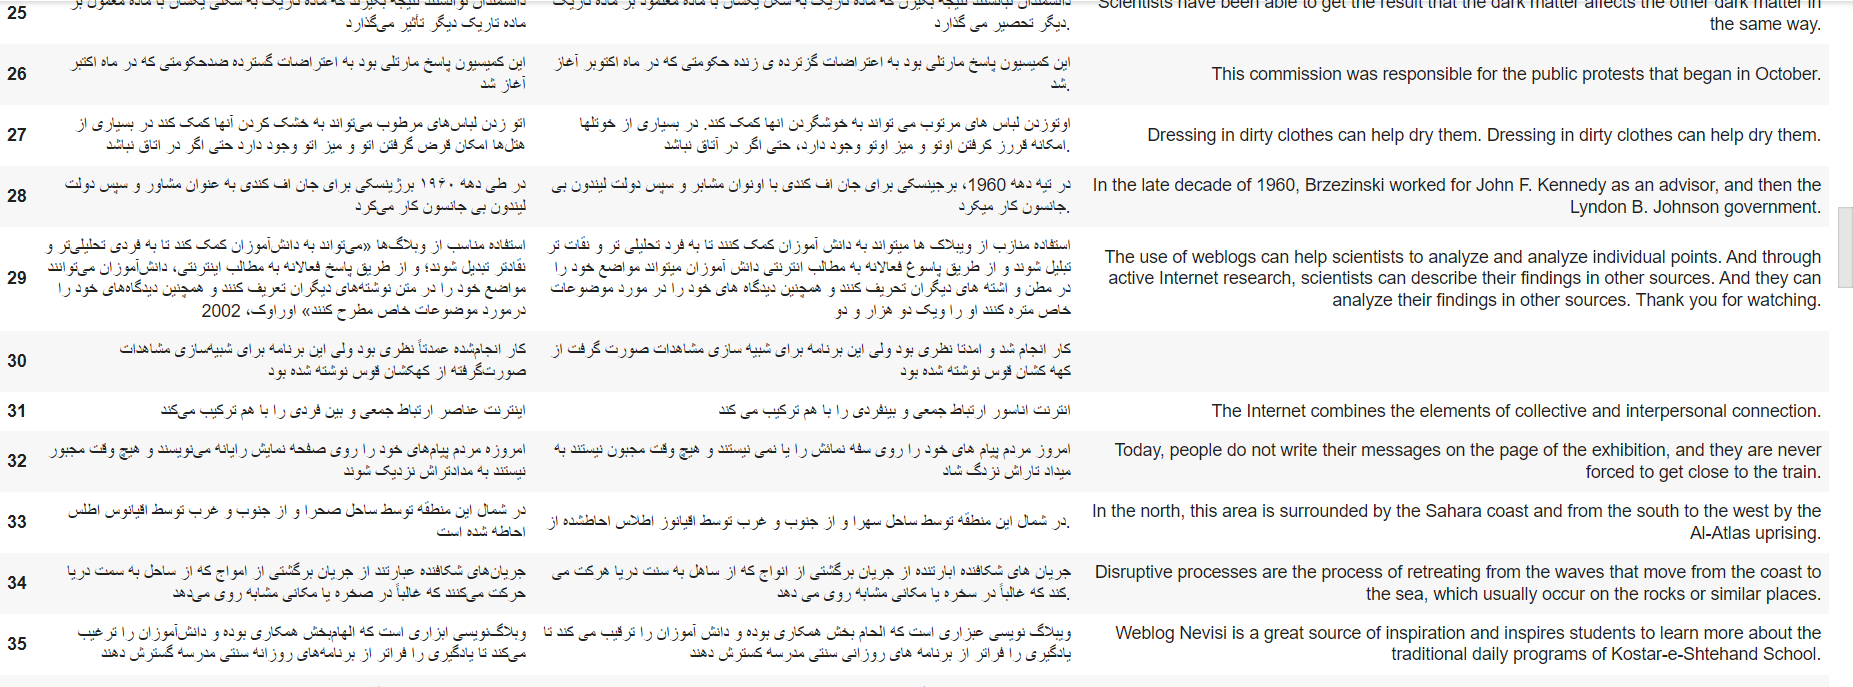 25
دانشمندان توانستند نتیجه بگیرند که ماده تاریک به شکلی یکسان با ماده معمول بر
ماده تاریک دیگر تأثیر می‌گذارد
دانشمندان تبانستند نتیجه بگیرن که ماده تاریک به شکل یکسان با ماده معمود بر ماده تاریک
دیگر تحصیر می گذارد.
Scientists have been able to get the result that the dark matter affects the other dark matter in
the same way.
26
این کمیسیون پاسخ مارتلی بود به اعتراضات گسترده ضدحکومتی که در ماه اکتبر
آغاز شد
این کمیسیون پاسخ مارتلی بود به اعتراضات گزترده ی زنده حکومتی که در ماه اکتوبر آغاز
شد.
This commission was responsible for the public protests that began in October.
27
اتو زدن لباس‌های مرطوب می‌تواند به خشک کردن آنها کمک کند در بسیاری از
هتل‌ها امکان قرض گرفتن اتو و میز اتو وجود دارد حتی اگر در اتاق نباشد
اوتوزدن لباس های مرتوب می تواند به خوشگردن انها کمک کند. در بسیاری از خوتلها
امکانه قررز کرفتن اوتو و میز اوتو وجود دارد، حتی اگر در آتاق نباشد.
Dressing in dirty clothes can help dry them. Dressing in dirty clothes can help dry them.
28
در طی دهه ۱۹۶۰ برژینسکی برای جان اف کندی به عنوان مشاور و سپس دولت
لیندون بی جانسون کار می‌کرد
در تیه دهه 1960، برجینسکی برای جان اف کندی با اونوان مشابر و سپس دولت لیندون بی
جانسون کار میکرد.
In the late decade of 1960, Brzezinski worked for John F. Kennedy as an advisor, and then the
Lyndon B. Johnson government.
29
استفاده مناسب از وبلاگ‌ها «می‌تواند به دانش‌آموزان کمک کند تا به فردی تحلیلی‌تر و
نقادتر تبدیل شوند؛ و از طریق پاسخ فعالانه به مطالب اینترنتی، دانش‌آموزان می‌توانند
مواضع خود را در متن نوشته‌های دیگران تعریف کنند و همچنین دیدگاه‌های خود را
درمورد موضوعات خاص مطرح کنند» اوراوک، 2002
استفاده منازب از ویبلاک ها میتواند به دانش آموزان کمک کنند تا به فرد تحلیلی تر و نقات تر
تبلیل شوند و از طریق پاسوغ فعالانه به مطالب انترنتی دانش آموزان میتواند مواضع خود را
در مطن و اشته های دیگران تحریف کنند و همچنین دیدگاه های خود را در مورد موضوعات
خاص متره کنند او را ویک دو هزار و دو
The use of weblogs can help scientists to analyze and analyze individual points. And through
active Internet research, scientists can describe their findings in other sources. And they can
analyze their findings in other sources. Thank you for watching.
30
کار انجام‌شده عمدتاً نظری بود ولی این برنامه برای شبیه‌سازی مشاهدات
صورت‌گرفته از کهکشان قوس نوشته شده بود
کار انجام شد و امدتا نظری بود ولی این برنامه برای شبیه سازی مشاهدات صورت گرفت از
کهه کشان قوس نوشته شده بود
31
اینترنت عناصر ارتباط جمعی و بین فردی را با هم ترکیب می‌کند
انترنت اناسور ارتباط جمعی و بینفردی را با هم ترکیب می کند
The Internet combines the elements of collective and interpersonal connection.
32
امروزه مردم پیام‌های خود را روی صفحه نمایش رایانه می‌نویسند و هیچ وقت مجبور
نیستند به مدادتراش نزدیک شوند
امروز مردم پیام های خود را روی سفه نمائش را یا نمی نیستند و هیچ وقت مجبون نیستند به
میداد تاراش نزدگ شاد
Today, people do not write their messages on the page of the exhibition, and they are never
forced to get close to the train.
33
در شمال این منطقه توسط ساحل صحرا و از جنوب و غرب توسط اقیانوس اطلس
احاطه شده است
در شمال این منطقه توسط ساحل سهرا و از جنوب و غرب توسط اقیانوز اطلاس احاطشده از.
In the north, this area is surrounded by the Sahara coast and from the south to the west by the
Al-Atlas uprising.
34
جریان‌های شکافنده عبارتند از جریان برگشتی از امواج که از ساحل به سمت دریا
حرکت می‌کنند که غالباً در صخره یا مکانی مشابه روی می‌دهد
جریان های شکافنده ابارتنده از جریان برگشتی از انواج که از ساهل به سنت دریا هرکت می
کند که غالباً در سخره یا مکانی مشابه روی می دهد.
Disruptive processes are the process of retreating from the waves that move from the coast to
the sea, which usually occur on the rocks or similar places.
35
وبلاگ‌نویسی ابزاری است که الهام‌بخش همکاری بوده و دانش‌آموزان را ترغیب
می‌کند تا یادگیری را فراتر از برنامه‌های روزانه سنتی مدرسه گسترش دهند
ویبلاگ نویسی عبزاری است که الحام بخش همکاری بوده و دانش آموزان را ترقیب می کند تا
یادگیری را فراتر از برنامه های روزانی سنتی مدرسه کسترش دهند
Weblog Nevisi is a great source of inspiration and inspires students to learn more about the
traditional daily programs of Kostar-e-Shtehand School.